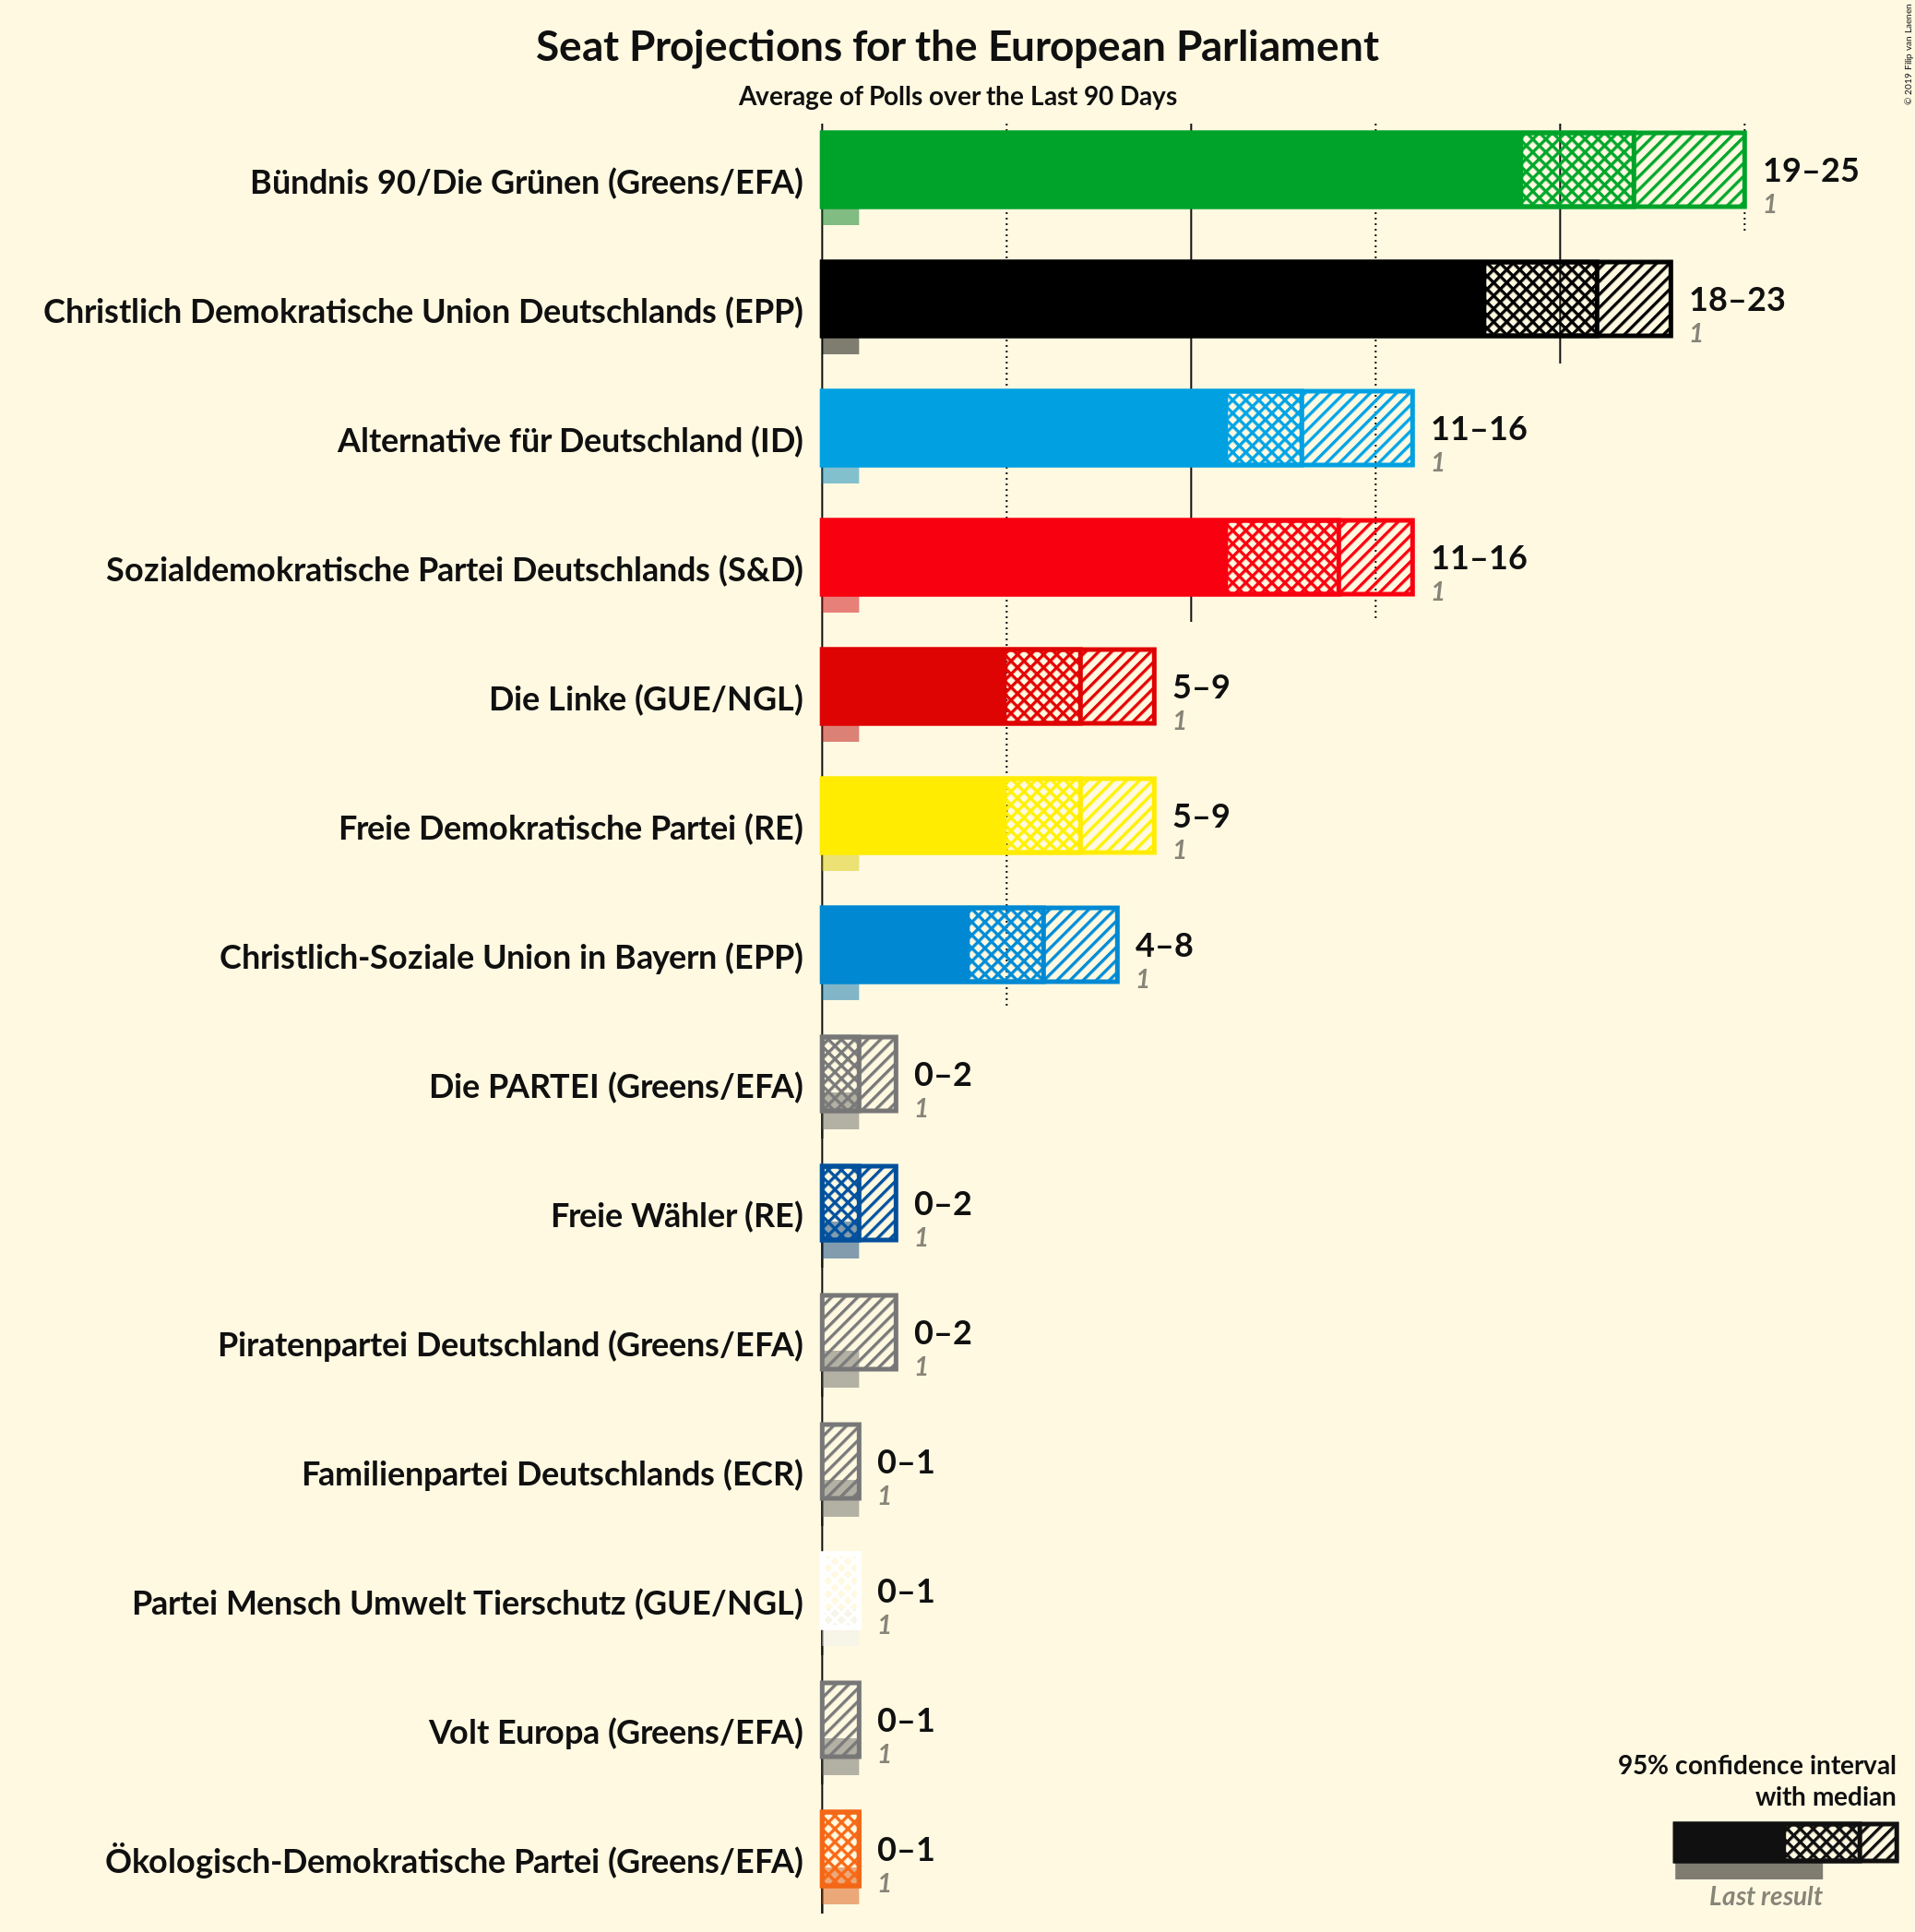 Seat Projections for the European Parliament
Average of Polls over the Last 90 Days
© 2019 Filip van Laenen
Bündnis 90/Die Grünen (Greens/EFA)
19–25
1
Christlich Demokratische Union Deutschlands (EPP)
18–23
1
Alternative für Deutschland (ID)
11–16
1
Sozialdemokratische Partei Deutschlands (S&D)
11–16
1
Die Linke (GUE/NGL)
5–9
1
Freie Demokratische Partei (RE)
5–9
1
Christlich-Soziale Union in Bayern (EPP)
4–8
1
Die PARTEI (Greens/EFA)
0–2
1
Freie Wähler (RE)
0–2
1
Piratenpartei Deutschland (Greens/EFA)
0–2
1
Familienpartei Deutschlands (ECR)
0–1
1
Partei Mensch Umwelt Tierschutz (GUE/NGL)
0–1
1
Volt Europa (Greens/EFA)
0–1
1
Ökologisch-Demokratische Partei (Greens/EFA)
0–1
1
95% confidence interval
with median
Last result